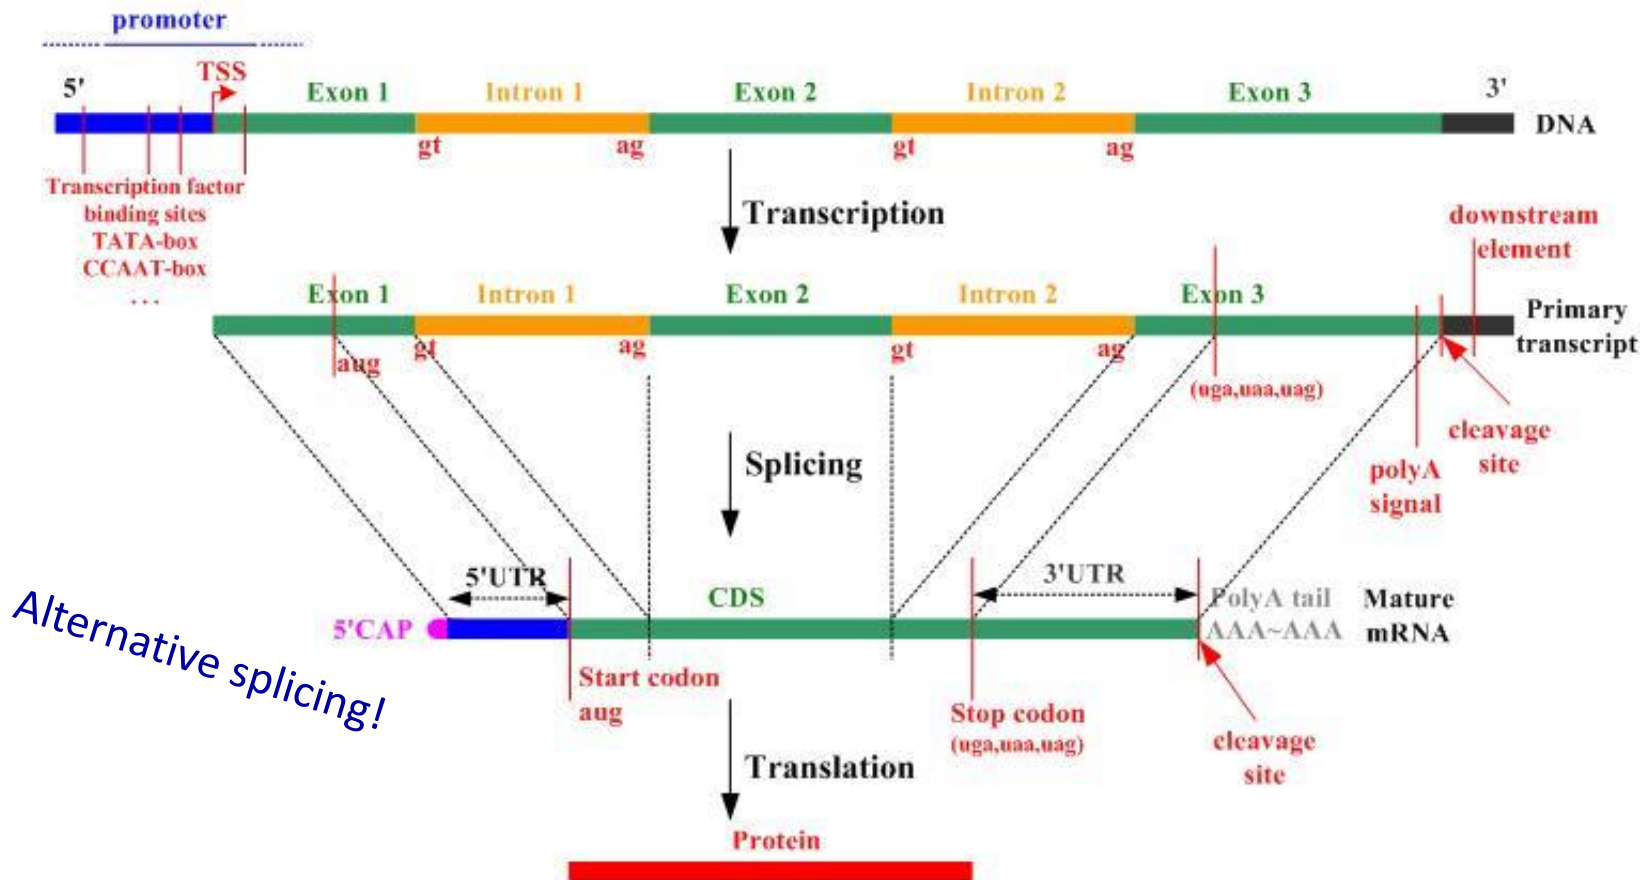 promoter
5'
TSS
Exon 1
Intron 1
Exon 2
Intron 2
Exon 3
3'
DNA
gt
ag
gt
ag
Transcription factor
binding sites
TATA-box
CCAAT-box
...
Transcription
downstream
element
Exon 1
Intron 1
Exon 2
Intron 2
Exon 3
Primary
transcript
aug
gt
ag
gt
ag
(uga,uaa,uag)
cleavage
site
polyA
signal
Splicing
Alternative splicing!
5'UTR
CDS
3'UTR
PolyA tail
AAA~AAA
Mature
mRNA
5'CAP
Start codon
aug
Stop codon
(uga,uaa,uag)
cleavage
site
Translation
Protein